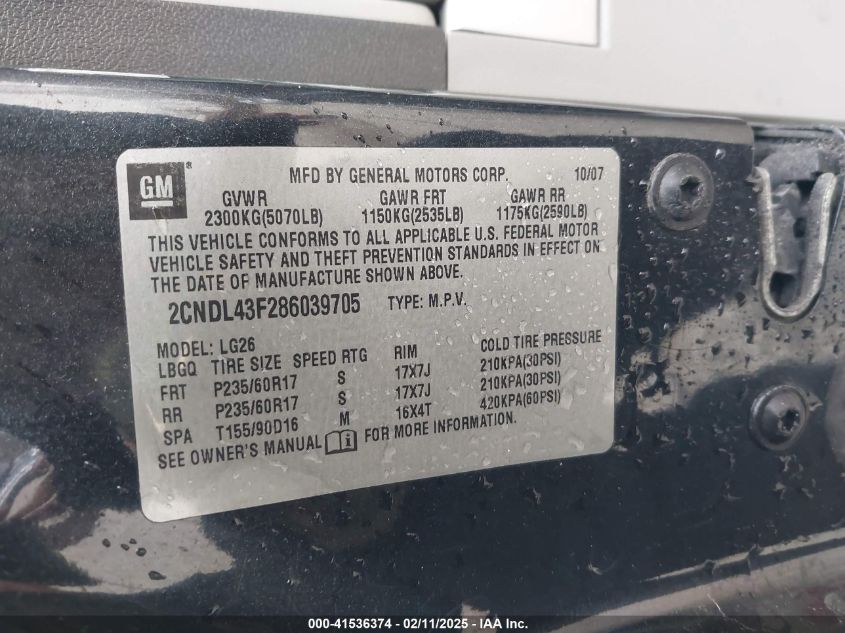 GM®
MFD BY GENERAL MOTORS CORP. 10/07
GVWR GAWR FRT GAWR RR
2300KG(5070LB) 1150KG(2535LB) 1175KG(2590LB)
THIS VEHICLE CONFORMS TO ALL APPLICABLE U.S. FEDERAL MOTOR
VEHICLE SAFETY AND THEFT PREVENTION STANDARDS IN EFFECT ON
THE DATE OF MANUFACTURE SHOWN ABOVE.
2CNDL43F286039705 TYPE: M.P.V.
MODEL: LG26
LBGQ TIRE SIZE SPEED RTG RIM COLD TIRE PRESSURE
FRT P235/60R17 S 17X7J 210KPA(30PSI)
RR P235/60R17 S 17X7J 210KPA(30PSI)
SPA T155/90D16 M 16X4T 420KPA(60PSI)
SEE OWNER'S MANUAL i FOR MORE INFORMATION.
000-41536374 - 02/11/2025 - IAA Inc.